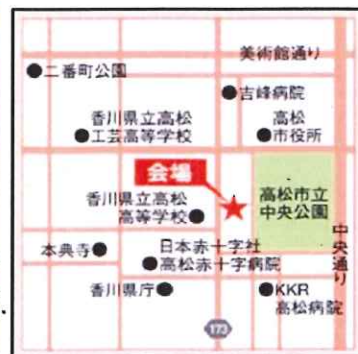 美術館通り
二番町公園
吉峰病院
香川県立高松
工芸高等学校
高松
市役所
会場
香川県立高松
高等学校
高松市立
中央公園
中央通り
本典寺
日本赤十字社
高松赤十字病院
香川県庁
KKR
高松病院
173